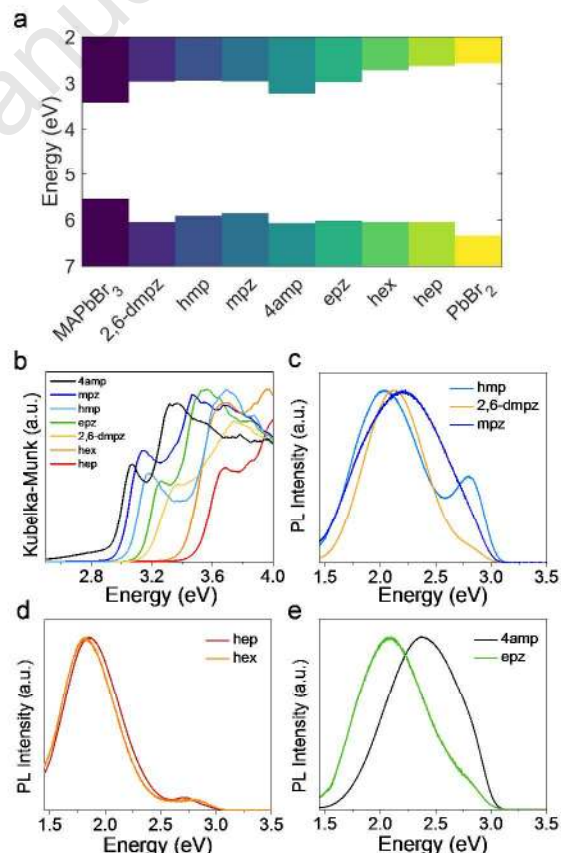 anu
a
2
3
4
5
6
7
Energy (eV)
MAPbBr3
2,6-dmpz
hmp
mpz
4amp
epz
hex
hep
PbBr2
b
4amp
mpz
hmp
epz
2,6-dmpz
hex
hep
Kubelka-Munk (a.u.)
2.8 3.2 3.6 4.0
Energy (eV)
c
hmp
2,6-dmpz
mpz
PL Intensity (a.u.)
1.5 2.0 2.5 3.0 3.5
Energy (eV)
d
hep
hex
PL Intensity (a.u.)
1.5 2.0 2.5 3.0 3.5
Energy (eV)
e
4amp
epz
PL Intensity (a.u.)
1.5 2.0 2.5 3.0 3.5
Energy (eV)